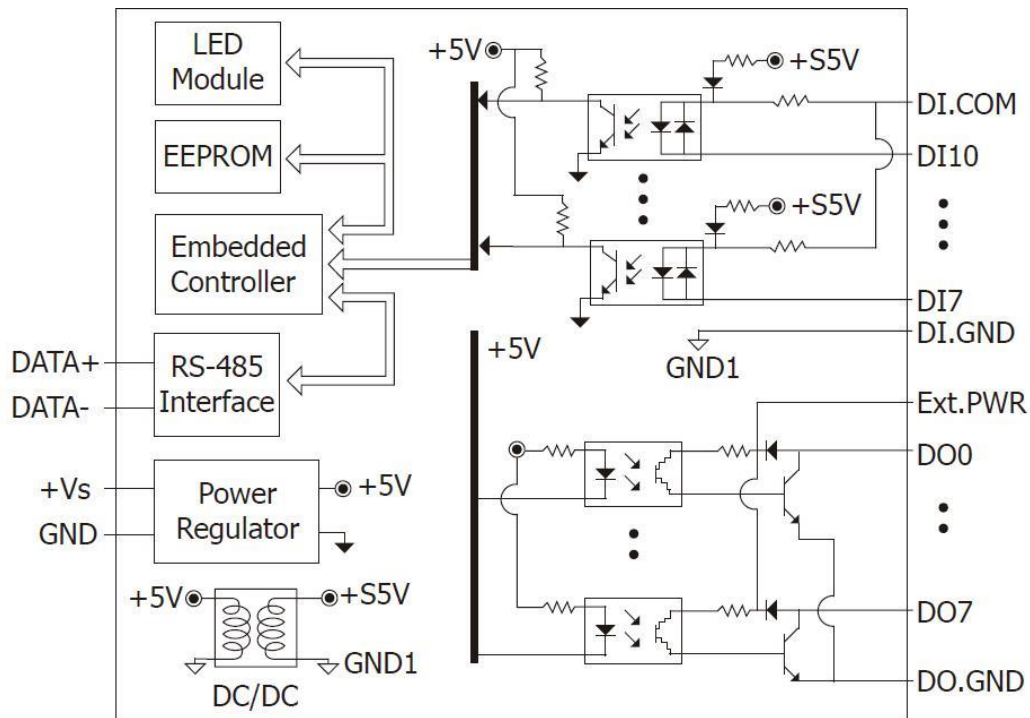 LED
Module
EEPROM
Embedded
Controller
DATA+
DATA-
RS-485
Interface
+Vs
GND
Power
Regulator
+5V
+5V
+S5V
GND1
DC/DC
+5V
+S5V
DI.COM
DI10
+S5V
DI7
DI.GND
GND1
+5V
Ext.PWR
DO0
DO7
DO.GND